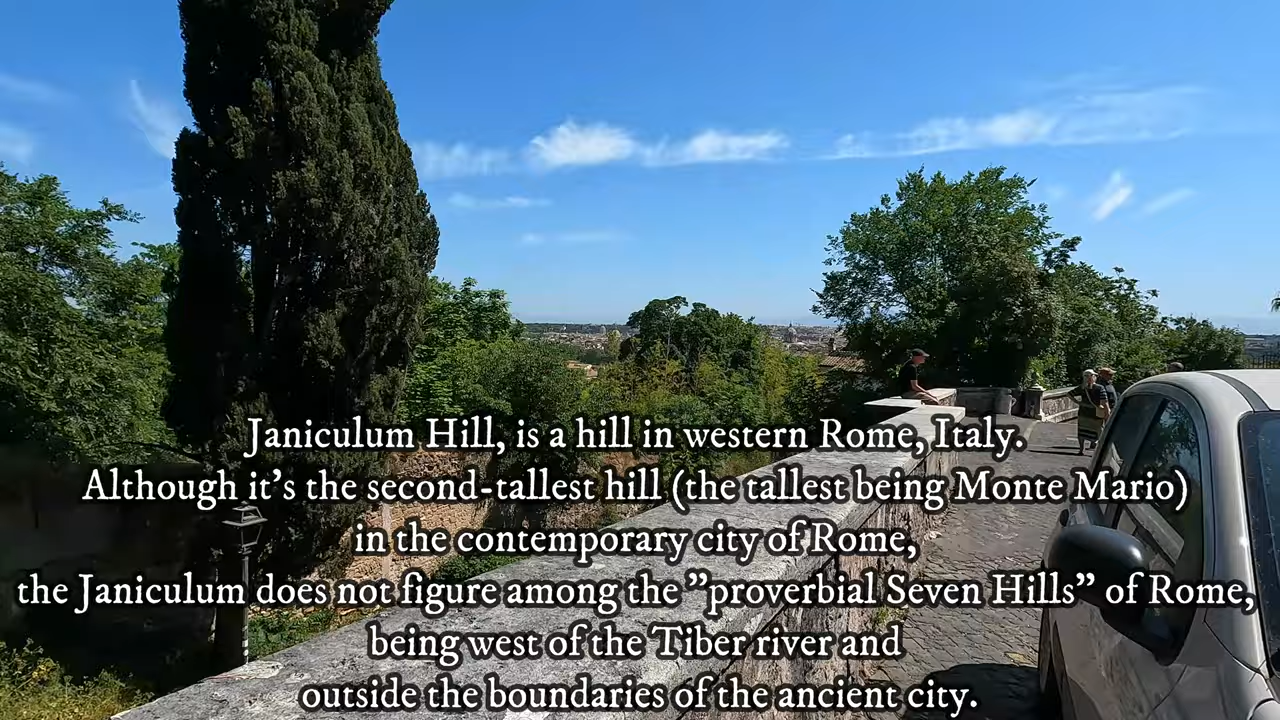 Janiculum Hill, is a hill in western Rome, Italy.
Although it's the second-tallest hill (the tallest being Monte Mario)
in the contemporary city of Rome,
the Janiculum does not figure among the "proverbial Seven Hills" of Rome,
being west of the Tiber river and
outside the boundaries of the ancient city.